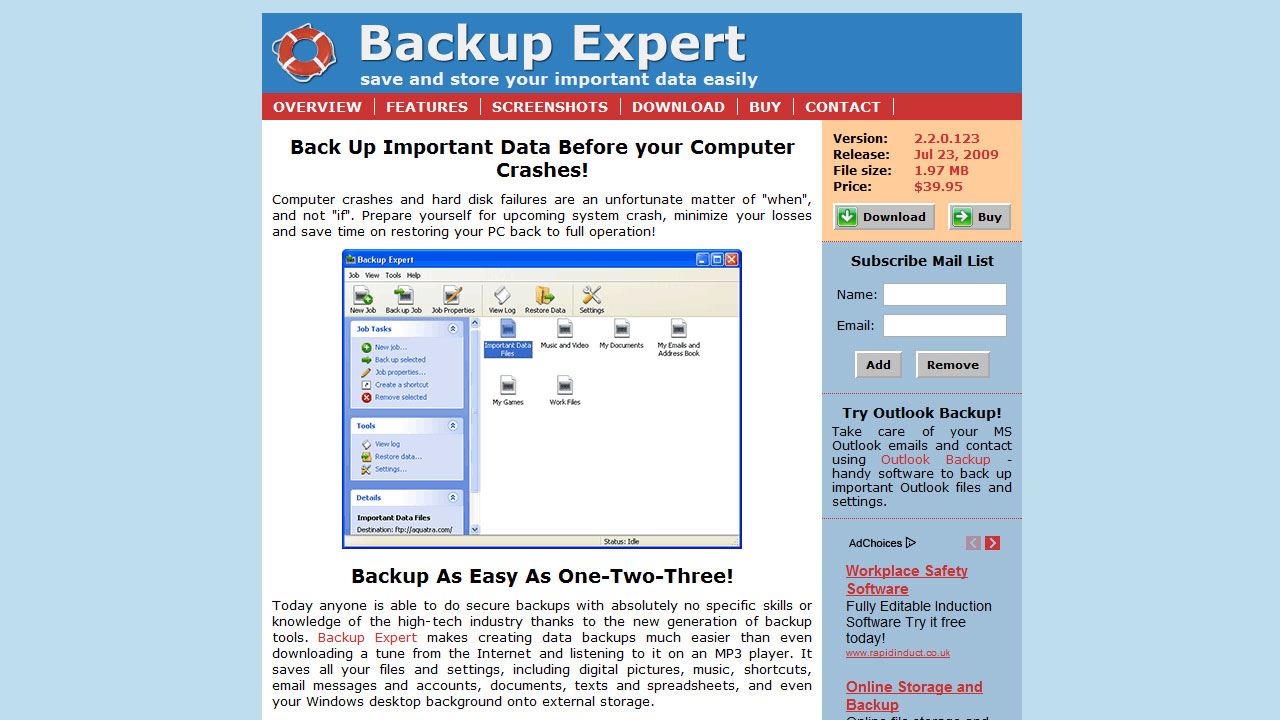 Backup Expert
save and store your important data easily
OVERVIEW FEATURES SCREENSHOTS DOWNLOAD BUY CONTACT
Back Up Important Data Before your Computer
Crashes!
Computer crashes and hard disk failures are an unfortunate matter of "when",
and not "if". Prepare yourself for upcoming system crash, minimize your losses
and save time on restoring your PC back to full operation!
Backup Expert
Job View Tools Help
New Job Back up Job Job Properties View Log Restore Data Settings
Job Tasks
New job...
Back up selected
Job properties...
Create a shortcut
Remove selected
Tools
View log
Restore data...
Settings...
Details
Important Data Files
Destination: ftp://aquatra.com/
Important Data
Files
Music and Video
My Documents
My Emails and
Address Book
My Games
Work Files
Status: Idle
Backup As Easy As One-Two-Three!
Today anyone is able to do secure backups with absolutely no specific skills or
knowledge of the high-tech industry thanks to the new generation of backup
tools. Backup Expert makes creating data backups much easier than even
downloading a tune from the Internet and listening to it on an MP3 player. It
saves all your files and settings, including digital pictures, music, shortcuts,
email messages and accounts, documents, texts and spreadsheets, and even
your Windows desktop background onto external storage.
Version: 2.2.0.123
Release: Jul 23, 2009
File size: 1.97 MB
Price: $39.95
Download Buy
Subscribe Mail List
Name:
Email:
Add Remove
Try Outlook Backup!
Take care of your MS
Outlook emails and contact
using Outlook Backup -
handy software to back up
important Outlook files and
settings.
AdChoices
Workplace Safety
Software
Fully Editable Induction
Software Try it free
today!
www.rapidinduct.co.uk
Online Storage and
Backup
Online file storage and